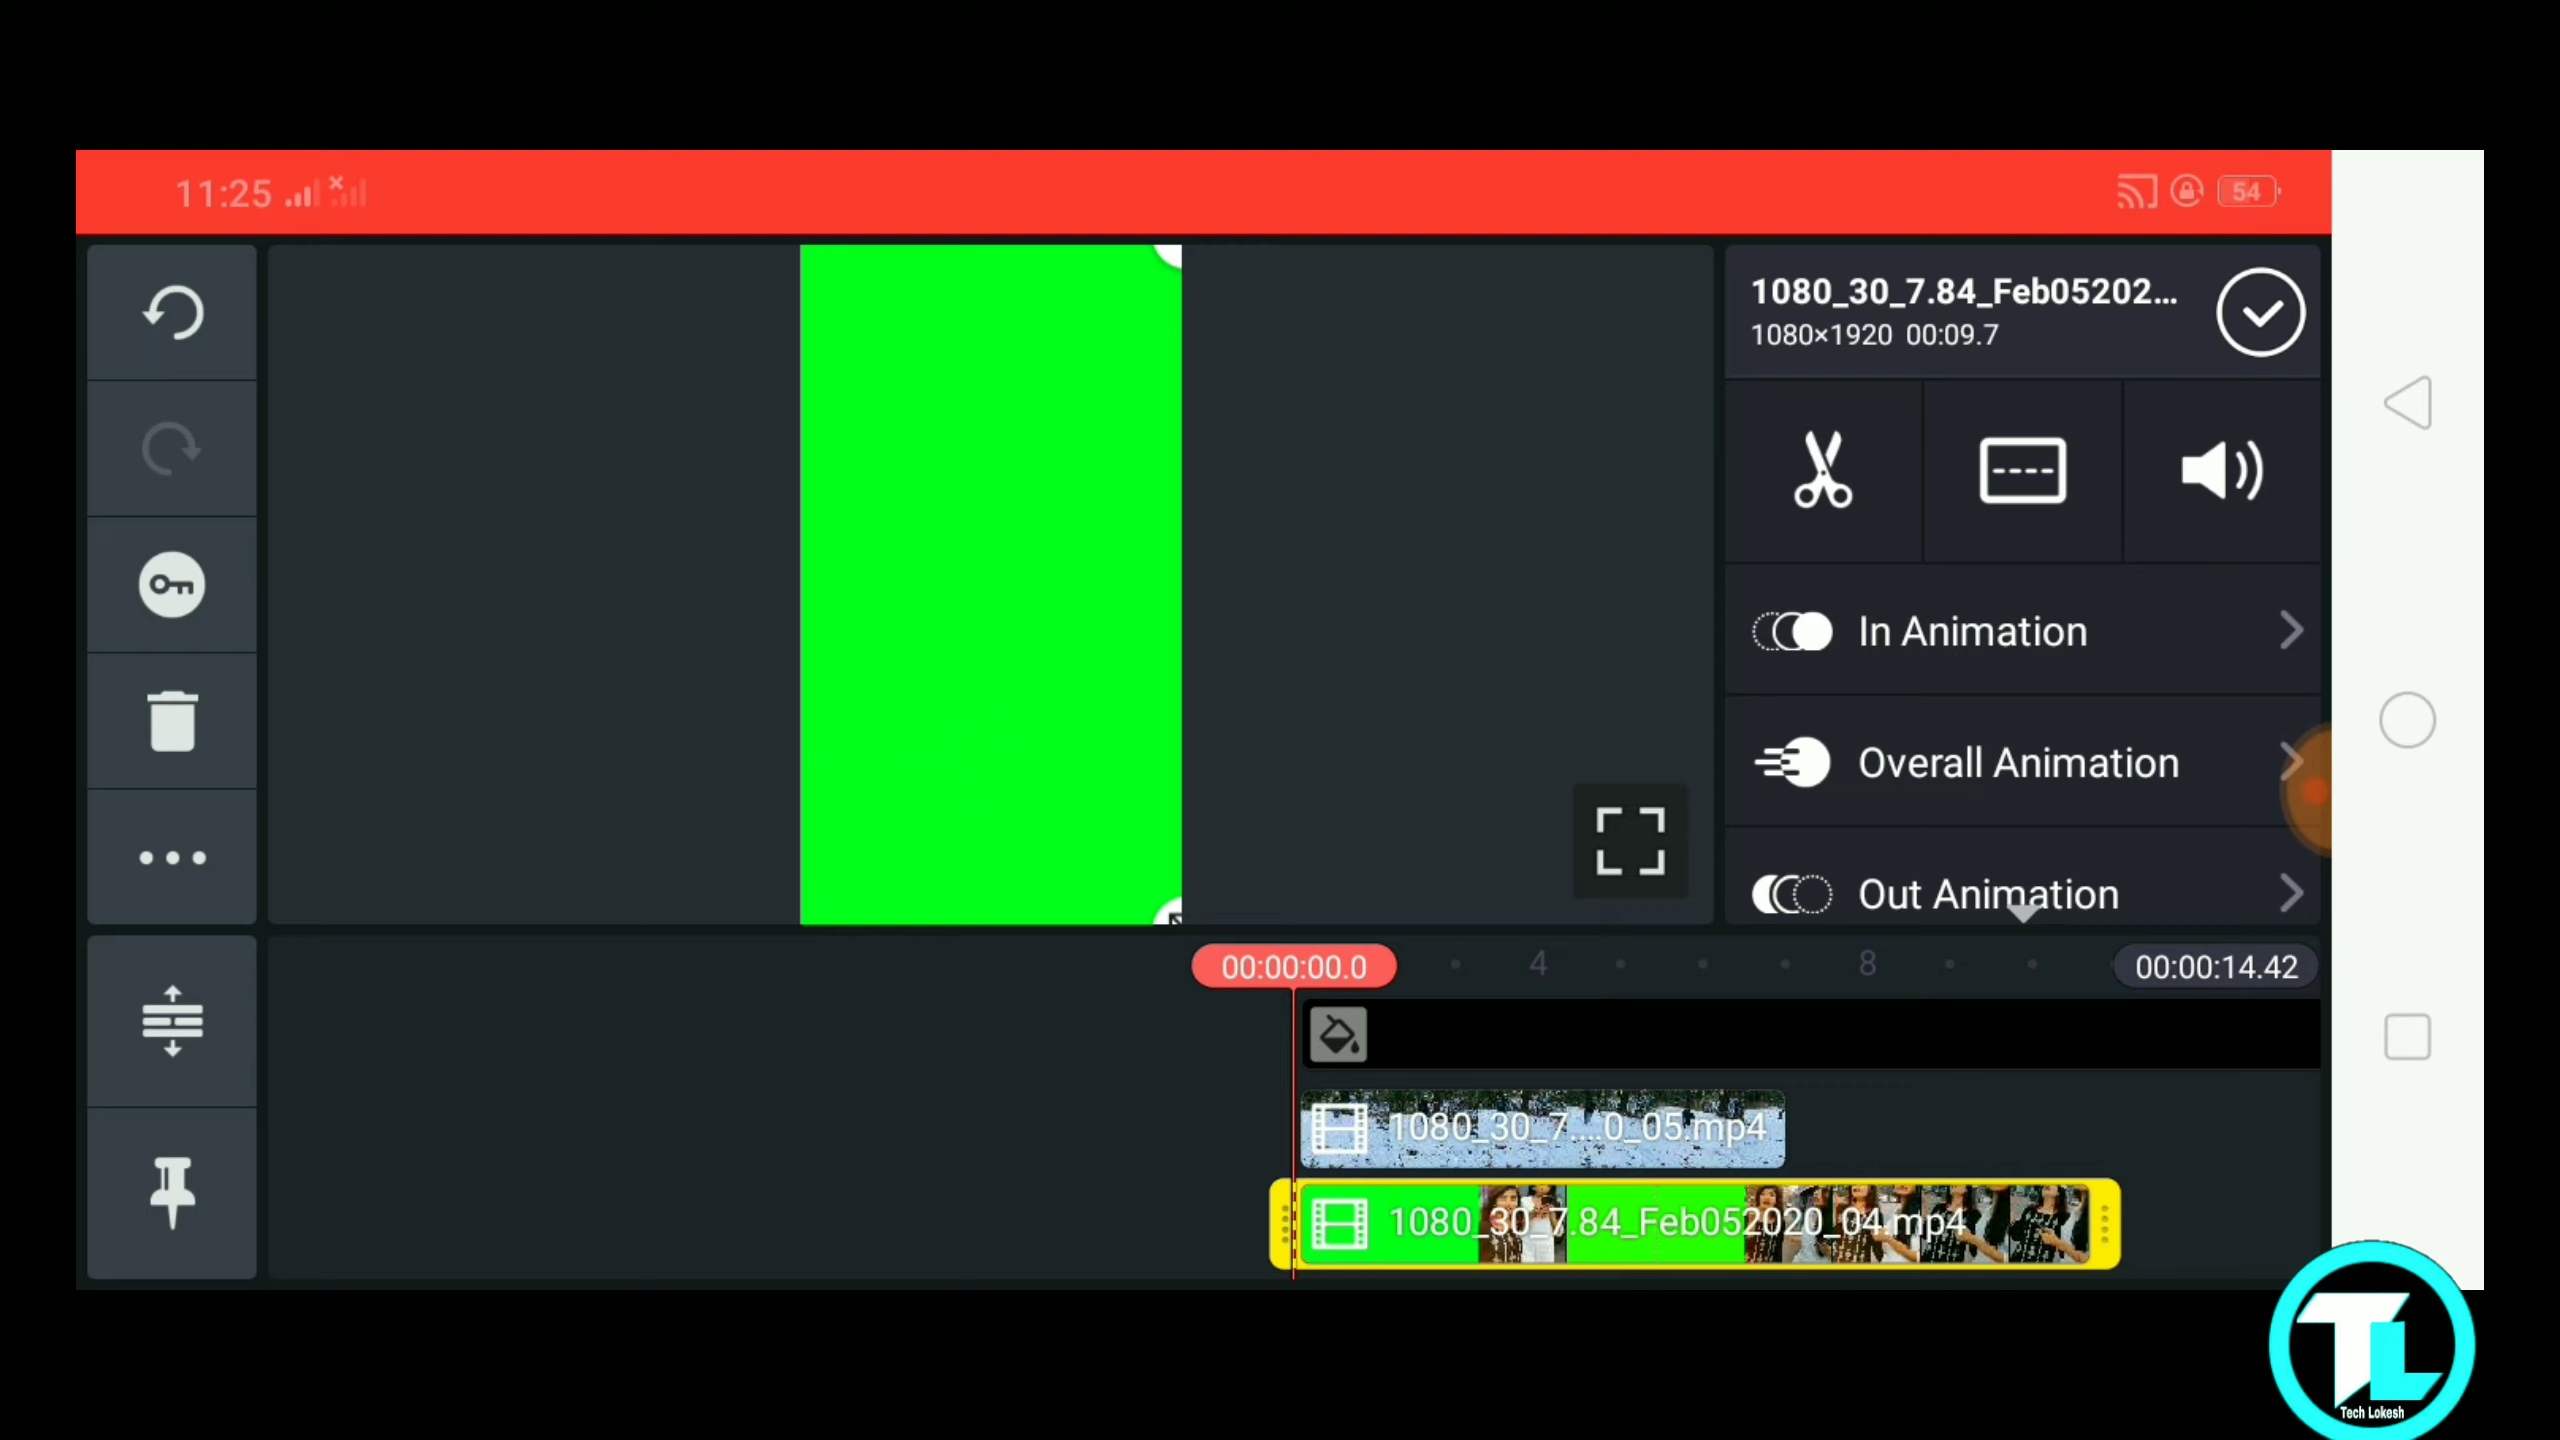 11:25
54
1080_30_7.84_Feb05202...
1080×1920 00:09.7
In Animation
Overall Animation
Out Animation
00:00:00.0
4
8
00:00:14.42
1080_30_7....0_05.mp4
1080_30_7.84_Feb052020_04.mp4
TL
Tech Lokesh